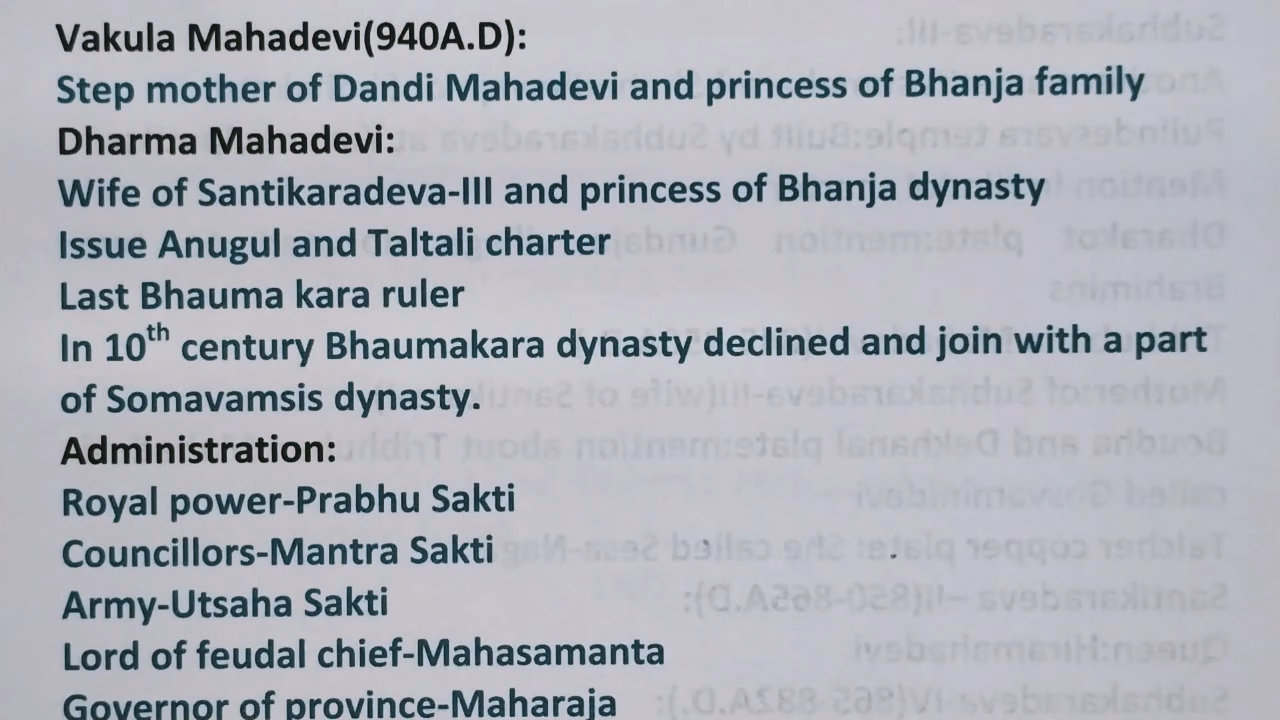 Vakula Mahadevi(940A.D):
Step mother of Dandi Mahadevi and princess of Bhanja family
Dharma Mahadevi:
Wife of Santikaradeva-III and princess of Bhanja dynasty
Issue Anugul and Taltali charter
Last Bhauma kara ruler
In 10th century Bhaumakara dynasty declined and join with a part
of Somavamsis dynasty.
Administration:
Royal power-Prabhu Sakti
Councillors-Mantra Sakti
Army-Utsaha Sakti
Lord of feudal chief-Mahasamanta
Governor of province-Maharaja